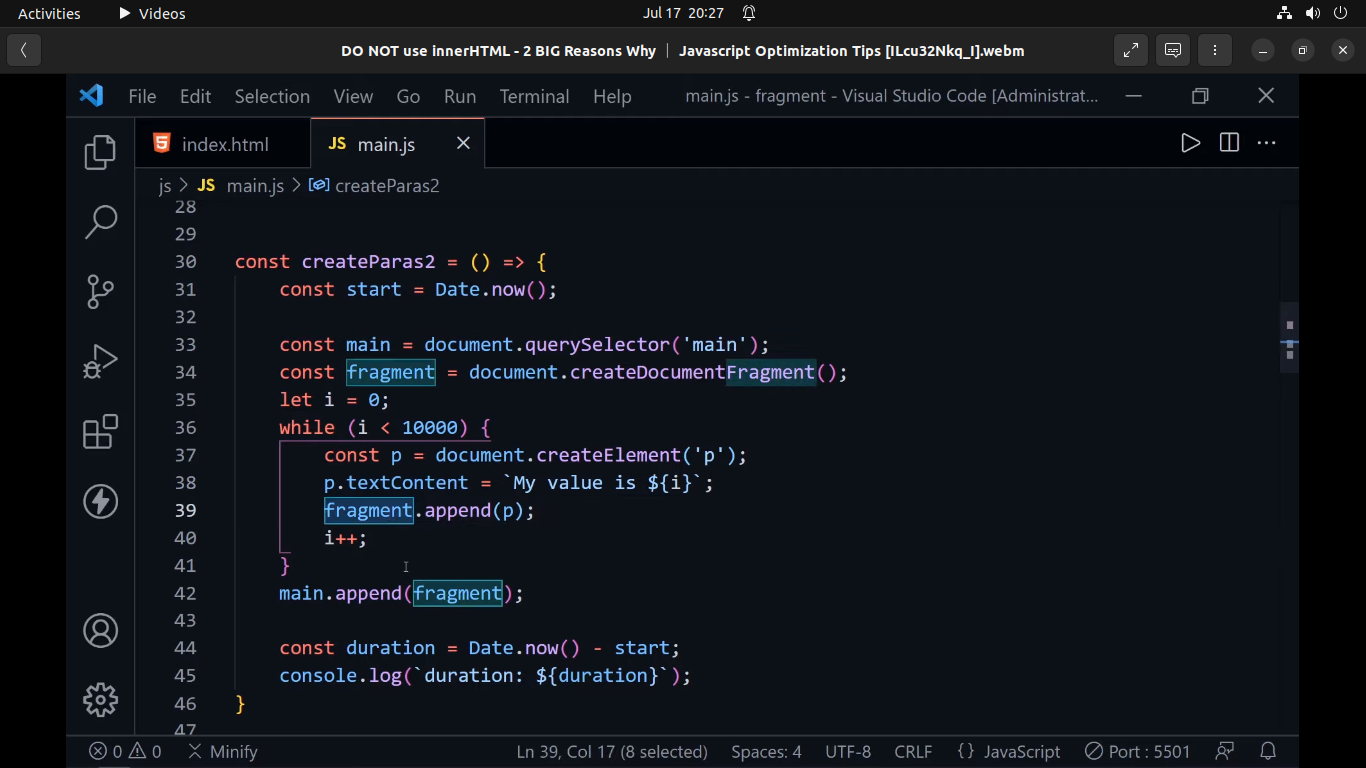 Activities Videos Jul 17 20:27
DO NOT use innerHTML - 2 BIG Reasons Why | Javascript Optimization Tips [ILcu32Nkq_I].webm
File Edit Selection View Go Run Terminal Help main.js - fragment - Visual Studio Code [Administrat...
index.html JS main.js
js > JS main.js > createParas2
28
29
30 const createParas2 = () => {
31 const start = Date.now();
32
33 const main = document.querySelector('main');
34 const fragment = document.createDocumentFragment();
35 let i = 0;
36 while (i < 10000) {
37 const p = document.createElement('p');
38 p.textContent = `My value is ${i}`;
39 fragment.append(p);
40 i++;
41 }
42 main.append(fragment);
43
44 const duration = Date.now() - start;
45 console.log(`duration: ${duration}`);
46 }
47
0 0 Minify Ln 39, Col 17 (8 selected) Spaces: 4 UTF-8 CRLF {} JavaScript Port : 5501